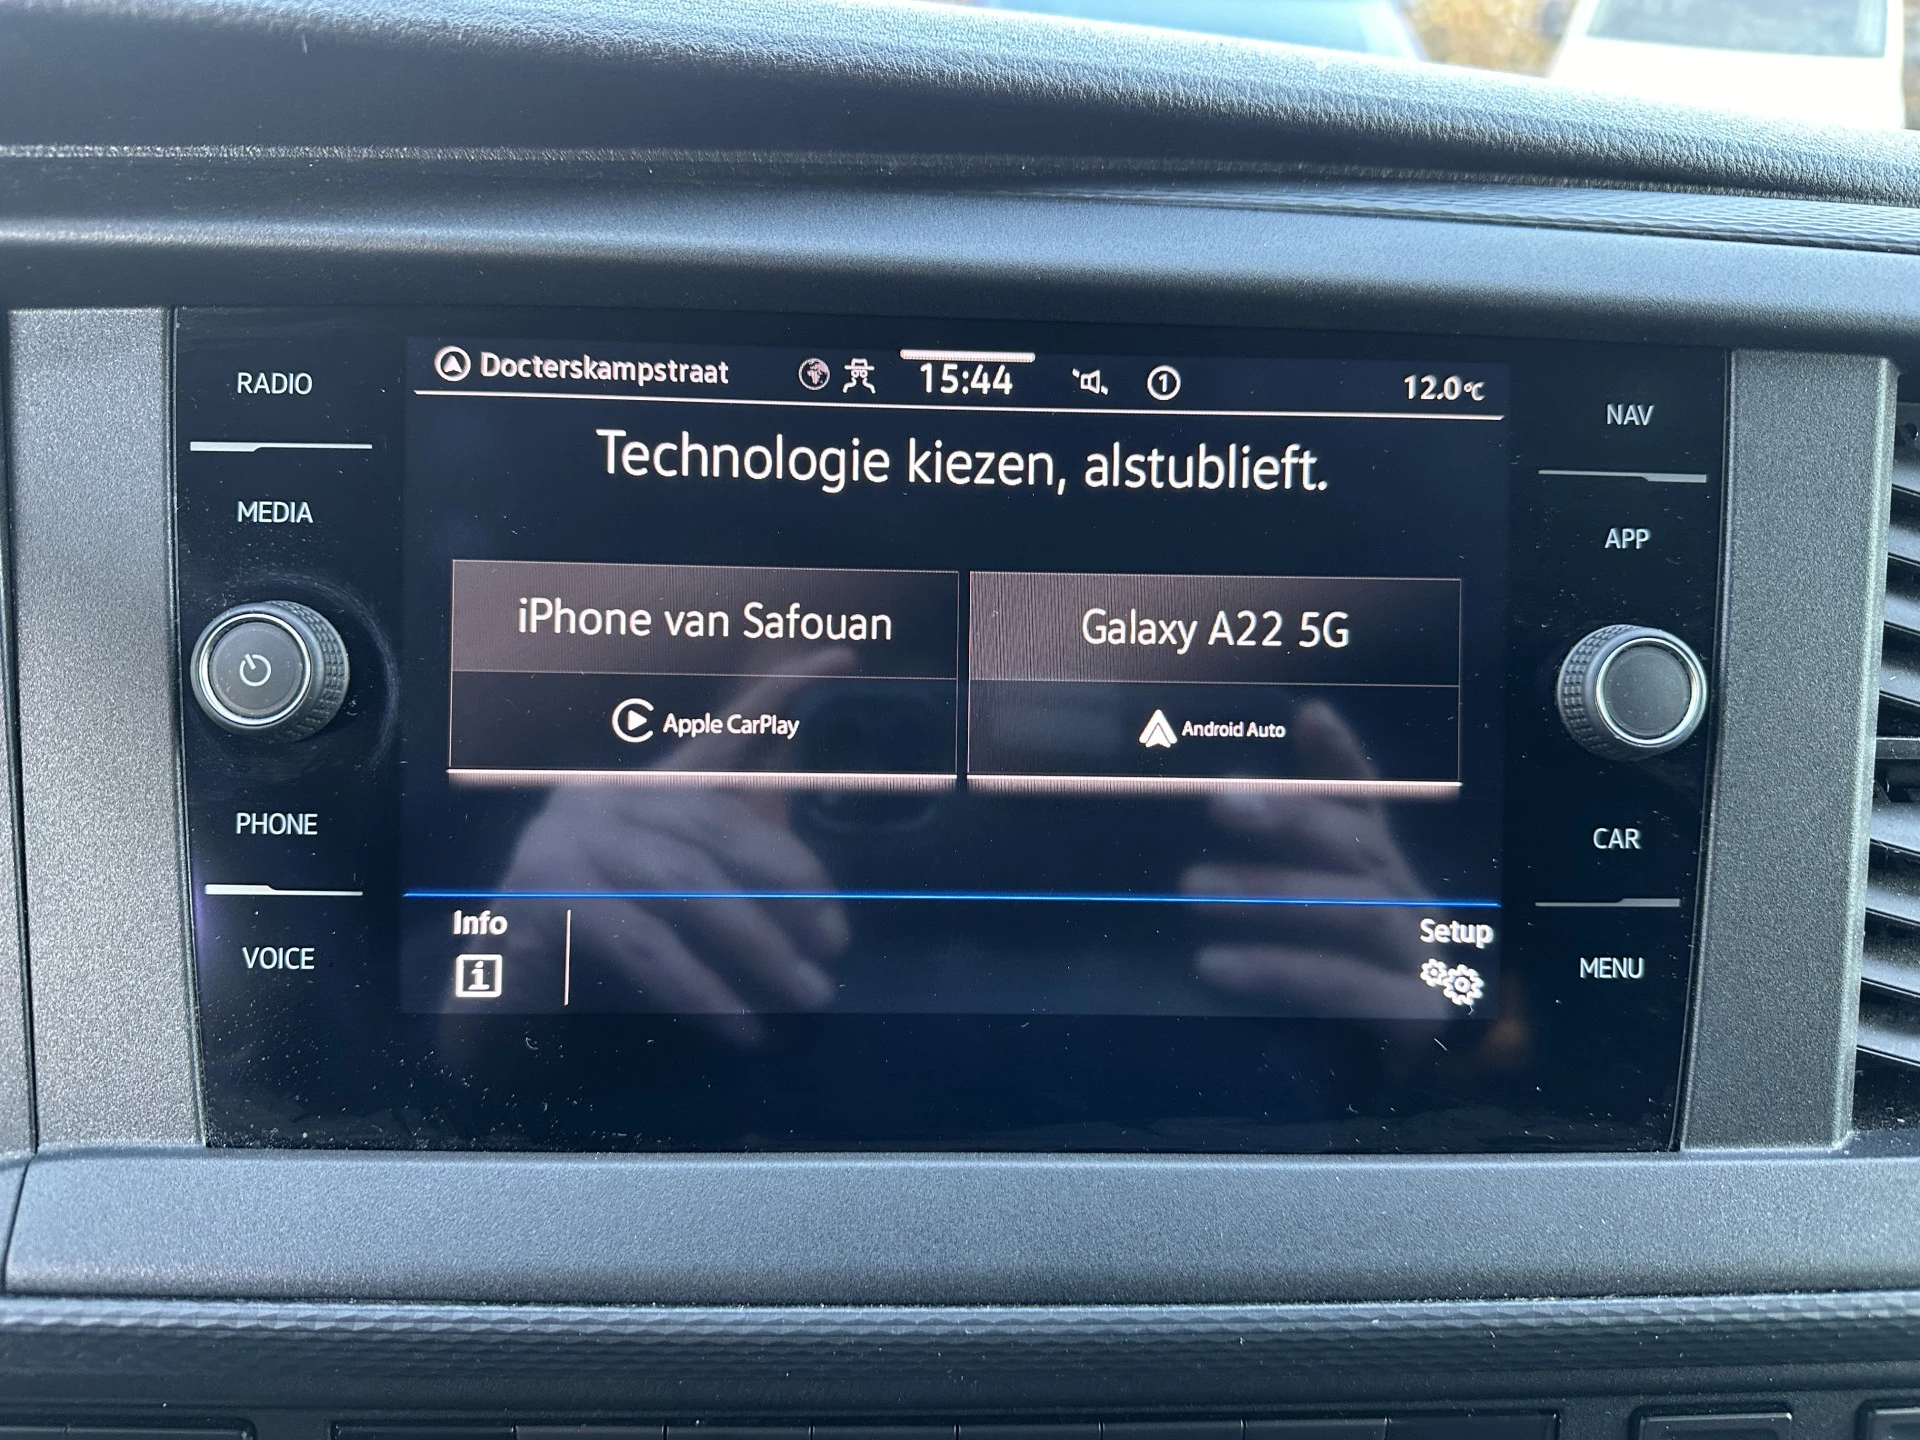 RADIO
MEDIA
PHONE
VOICE
Docterskampstraat 15:44 1 12.0°C
Technologie kiezen, alstublieft.
iPhone van Safouan
Apple CarPlay
Galaxy A22 5G
Android Auto
Info
i
Setup
NAV
APP
CAR
MENU